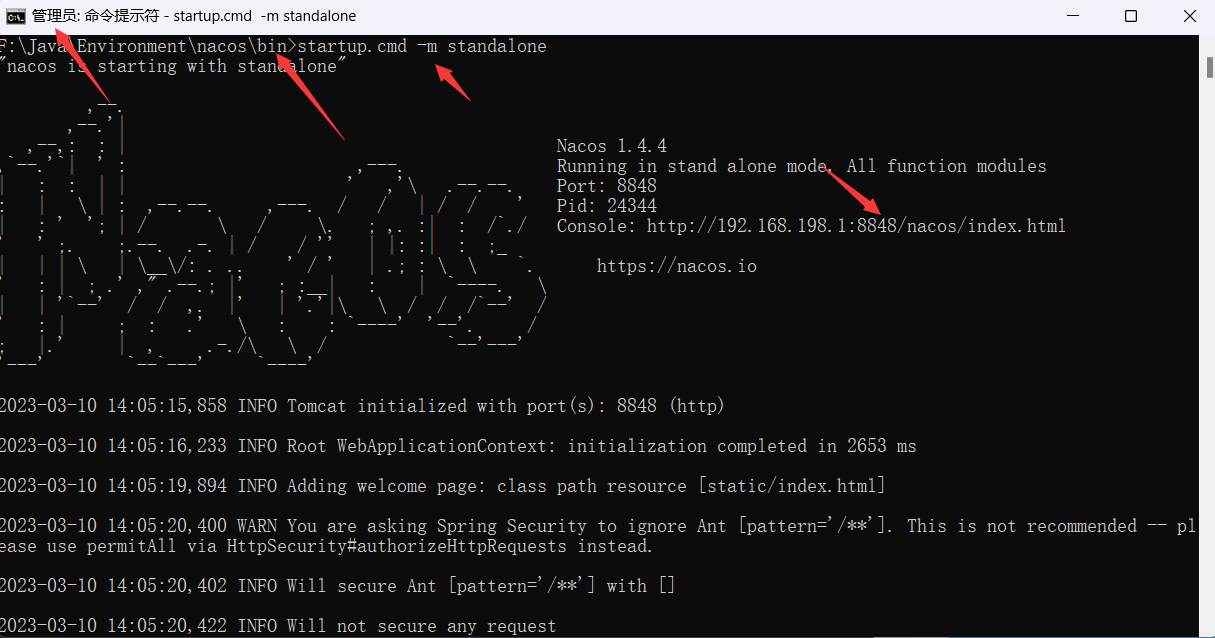 管理员: 命令提示符 - startup.cmd  -m standalone
F:\Java\Environment\nacos\bin>startup.cmd -m standalone
"nacos is starting with standalone"
Nacos 1.4.4
Running in stand alone mode, All function modules
Port: 8848
Pid: 24344
Console: http://192.168.198.1:8848/nacos/index.html
https://nacos.io
2023-03-10 14:05:15,858 INFO Tomcat initialized with port(s): 8848 (http)
2023-03-10 14:05:16,233 INFO Root WebApplicationContext: initialization completed in 2653 ms
2023-03-10 14:05:19,894 INFO Adding welcome page: class path resource [static/index.html]
2023-03-10 14:05:20,400 WARN You are asking Spring Security to ignore Ant [pattern='/**']. This is not recommended -- pl
ease use permitAll via HttpSecurity#authorizeHttpRequests instead.
2023-03-10 14:05:20,402 INFO Will secure Ant [pattern='/**'] with []
2023-03-10 14:05:20,422 INFO Will not secure any request